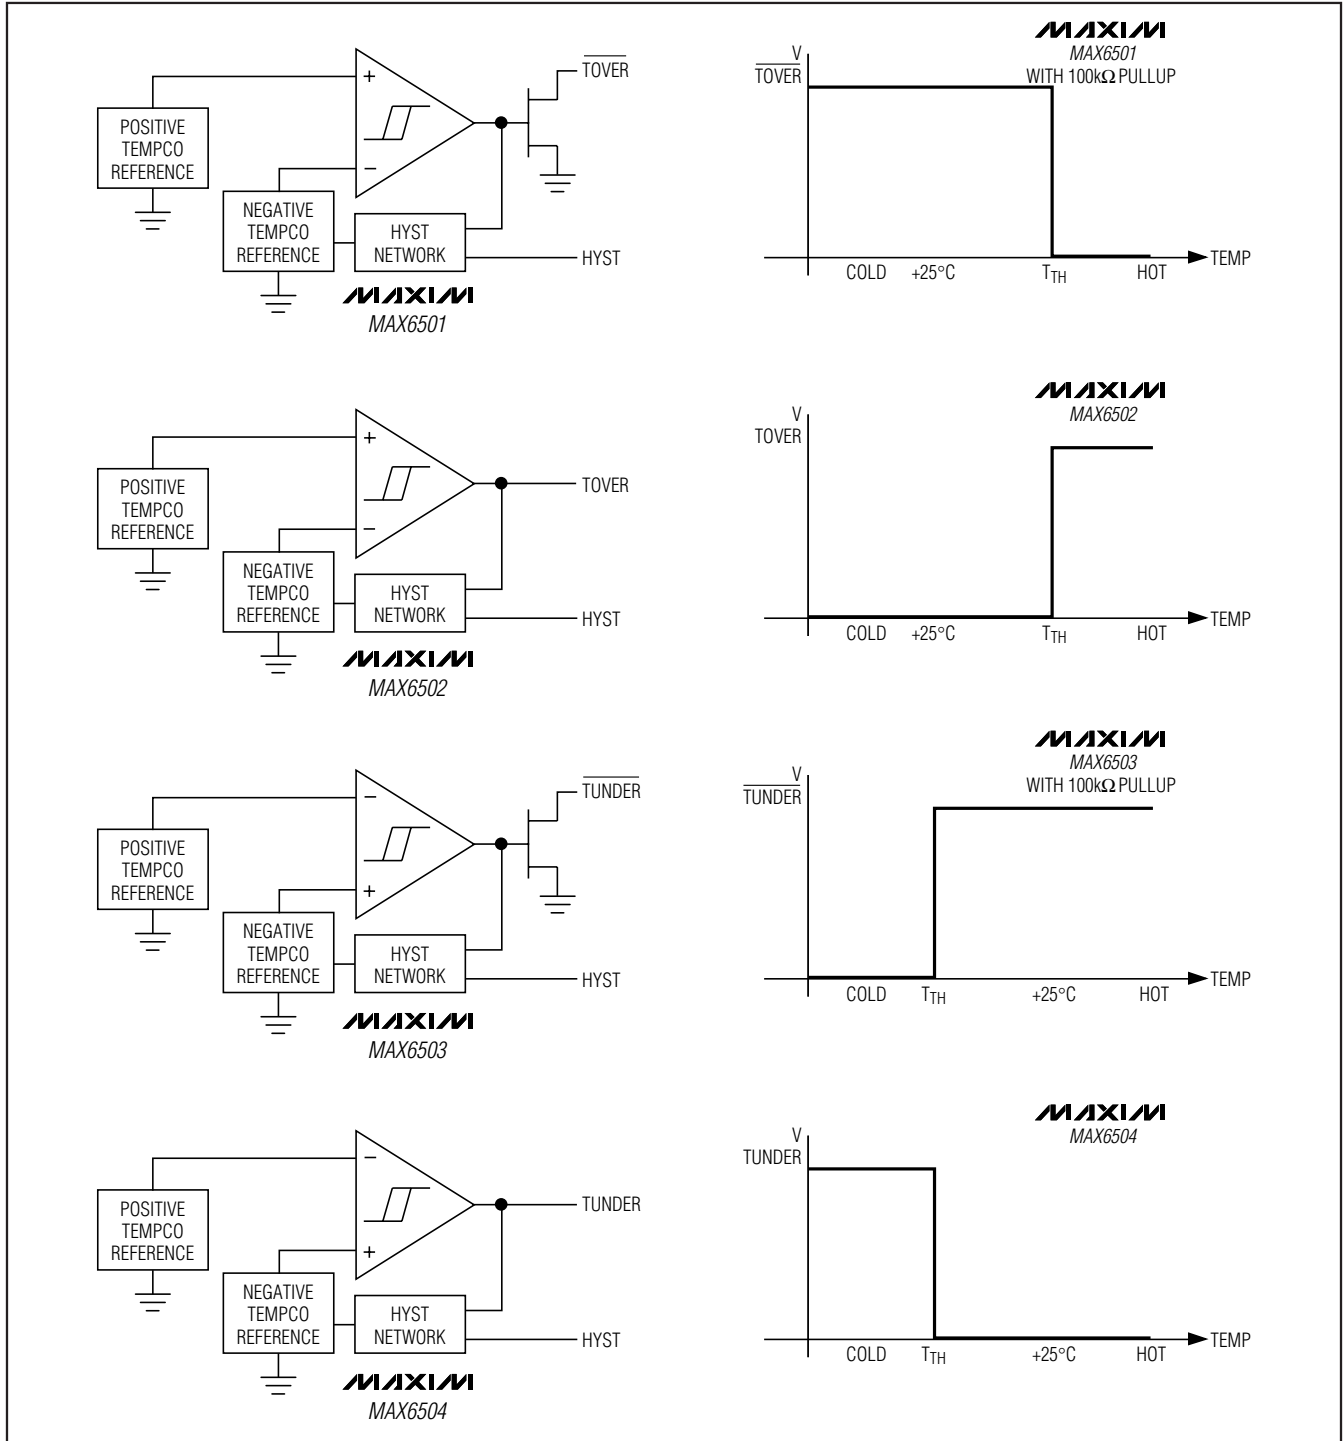 +
−
POSITIVE
TEMPCO
REFERENCE
NEGATIVE
TEMPCO
REFERENCE
HYST
NETWORK
TOVER
HYST
MAXIM
MAX6501
MAXIM
MAX6501
WITH 100kΩ PULLUP
V
TOVER
COLD +25°C TTH HOT
TEMP
+
−
POSITIVE
TEMPCO
REFERENCE
NEGATIVE
TEMPCO
REFERENCE
HYST
NETWORK
TOVER
HYST
MAXIM
MAX6502
MAXIM
MAX6502
V
TOVER
COLD +25°C TTH HOT
TEMP
−
+
POSITIVE
TEMPCO
REFERENCE
NEGATIVE
TEMPCO
REFERENCE
HYST
NETWORK
TUNDER
HYST
MAXIM
MAX6503
MAXIM
MAX6503
WITH 100kΩ PULLUP
V
TUNDER
COLD TTH +25°C HOT
TEMP
−
+
POSITIVE
TEMPCO
REFERENCE
NEGATIVE
TEMPCO
REFERENCE
HYST
NETWORK
TUNDER
HYST
MAXIM
MAX6504
MAXIM
MAX6504
V
TUNDER
COLD TTH +25°C HOT
TEMP